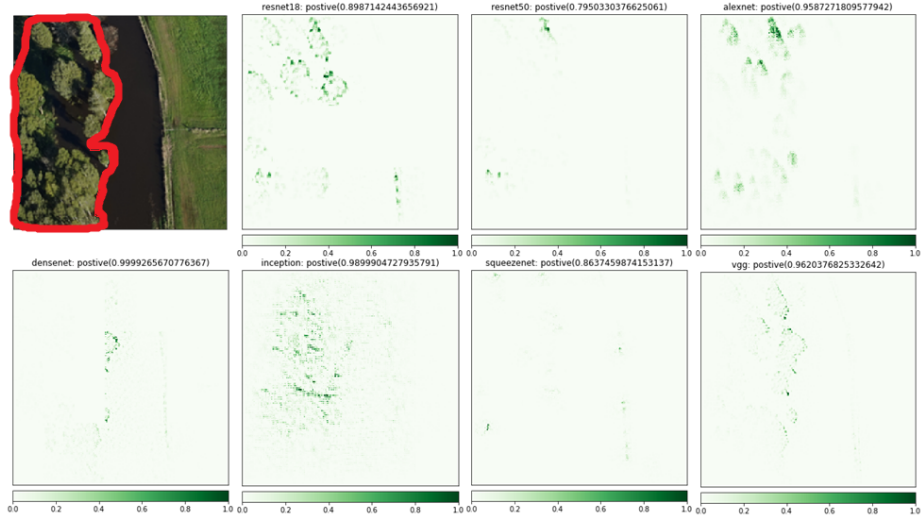 resnet18: postive(0.8987142443656921)
resnet50: postive(0.7950330376625061)
alexnet: postive(0.9587271809577942)
0.0 0.2 0.4 0.6 0.8 1.0
0.0 0.2 0.4 0.6 0.8 1.0
0.0 0.2 0.4 0.6 0.8 1.0
densenet: postive(0.9999265670776367)
inception: postive(0.9899904727935791)
squeezenet: postive(0.8637459874153137)
vgg: postive(0.9620376825332642)
0.0 0.2 0.4 0.6 0.8 1.0
0.0 0.2 0.4 0.6 0.8 1.0
0.0 0.2 0.4 0.6 0.8 1.0
0.0 0.2 0.4 0.6 0.8 1.0